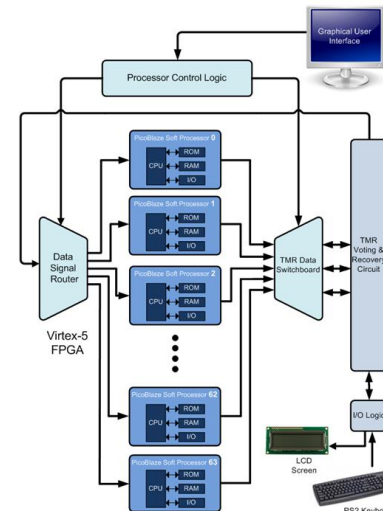 Graphical User
Interface
Processor Control Logic
PicoBlaze Soft Processor 0
CPU
ROM
RAM
I/O
PicoBlaze Soft Processor 1
CPU
ROM
RAM
I/O
Data
Signal
Router
PicoBlaze Soft Processor 2
CPU
ROM
RAM
I/O
TMR Data
Switchboard
TMR
Voting &
Recovery
Circuit
Virtex-5
FPGA
PicoBlaze Soft Processor 62
CPU
ROM
RAM
I/O
I/O Logic
LCD
Screen
PicoBlaze Soft Processor 63
CPU
ROM
RAM
I/O
PS2